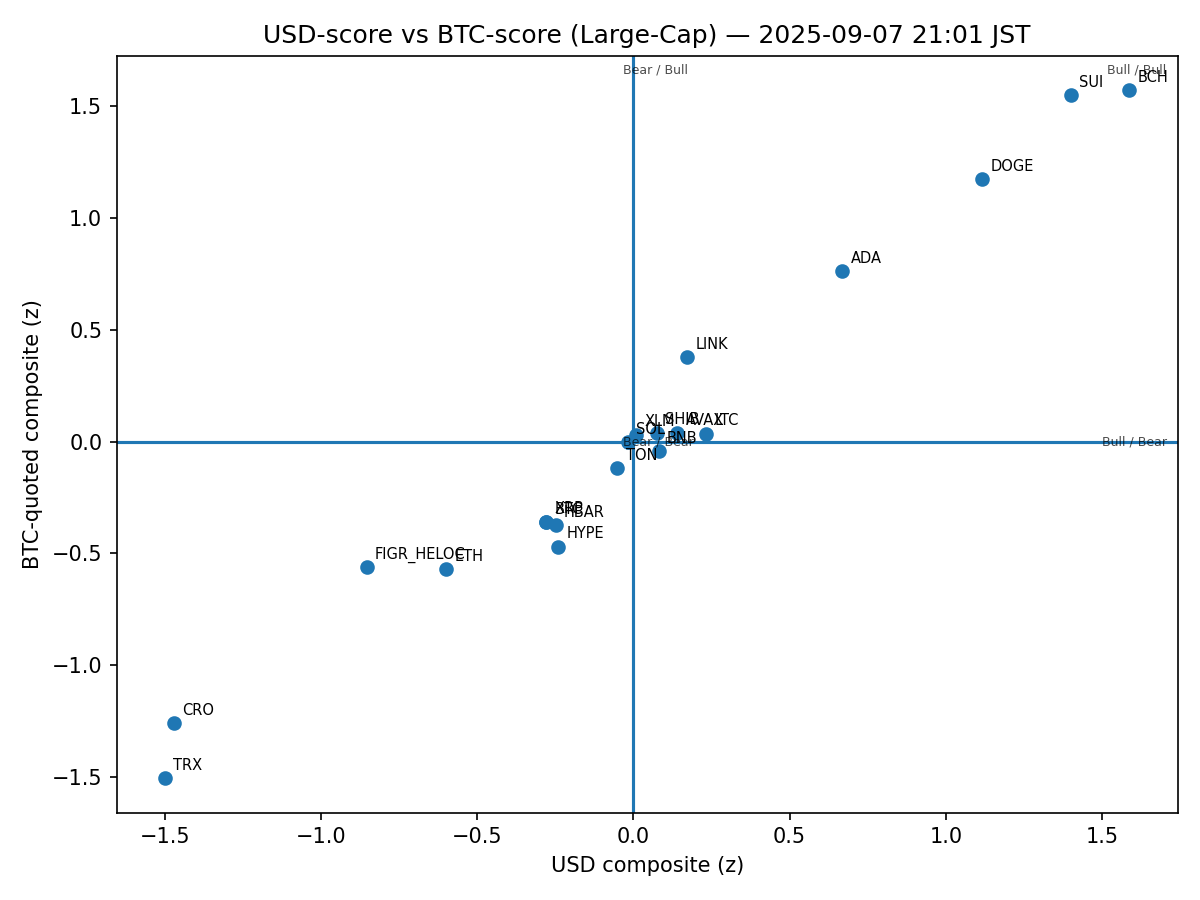 USD-score vs BTC-score (Large-Cap) — 2025-09-07 21:01 JST
Bear / Bull
Bull / Bull
BCH
SUI
1.5
DOGE
1.0
ADA
0.5
LINK
XLM
SHIB
AVAX
LTC
SOL
BNB
0.0
Bear / Bear
Bull / Bear
TON
XRP
HBAR
HYPE
−0.5
FIGR_HELOC
ETH
−1.0
CRO
TRX
−1.5
−1.5
−1.0
−0.5
0.0
0.5
1.0
1.5
USD composite (z)
BTC-quoted composite (z)